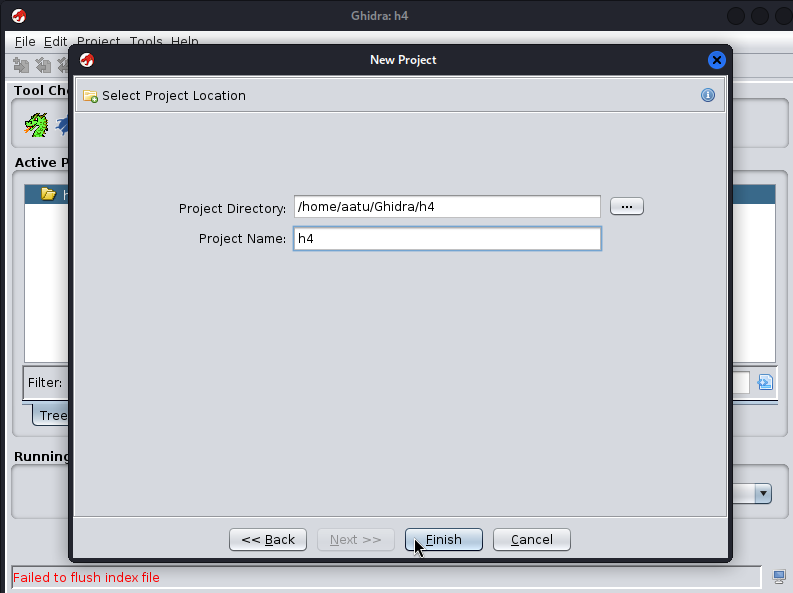 Ghidra: h4
File Edit Project Tools Help
New Project
Tool Che
Select Project Location
Active P
h
Project Directory: /home/aatu/Ghidra/h4 ...
Project Name: h4
Filter:
Tree
Running
<< Back Next >> Finish Cancel
Failed to flush index file